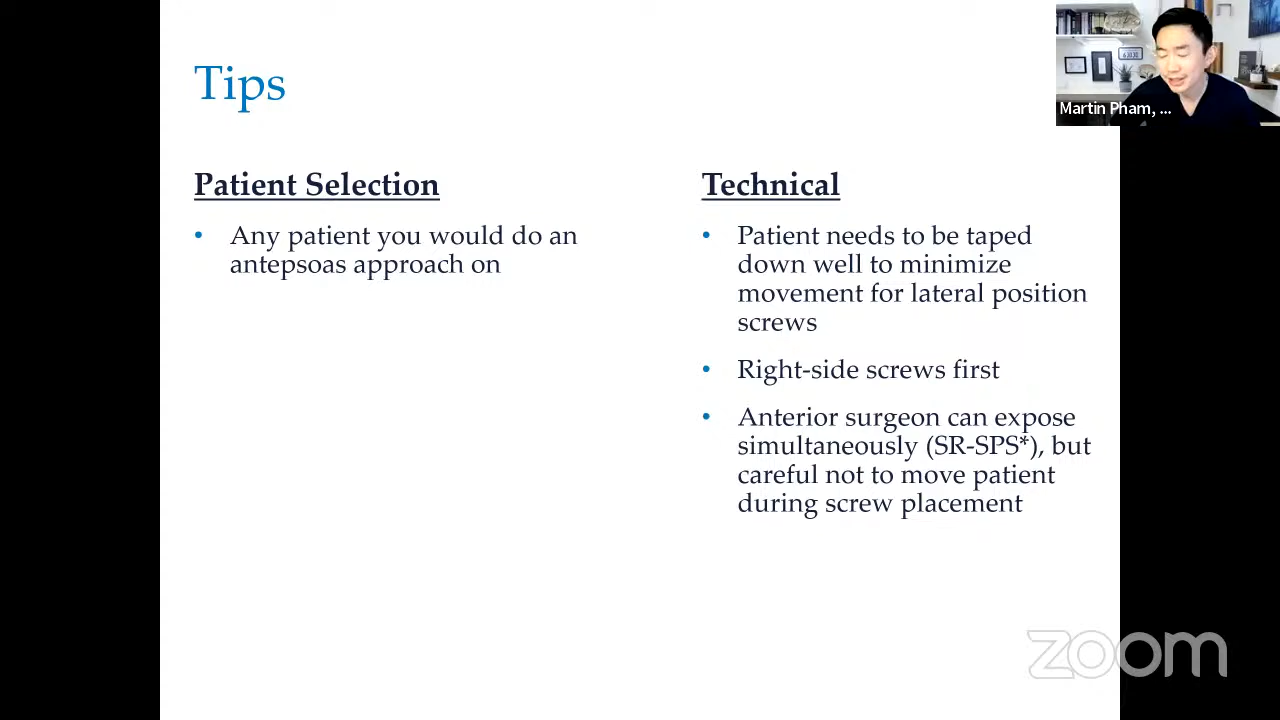 Tips
Patient Selection
• Any patient you would do an
antepsoas approach on
Technical
• Patient needs to be taped
down well to minimize
movement for lateral position
screws
• Right-side screws first
• Anterior surgeon can expose
simultaneously (SR-SPS*), but
careful not to move patient
during screw placement
Martin Pham, ...
zoom